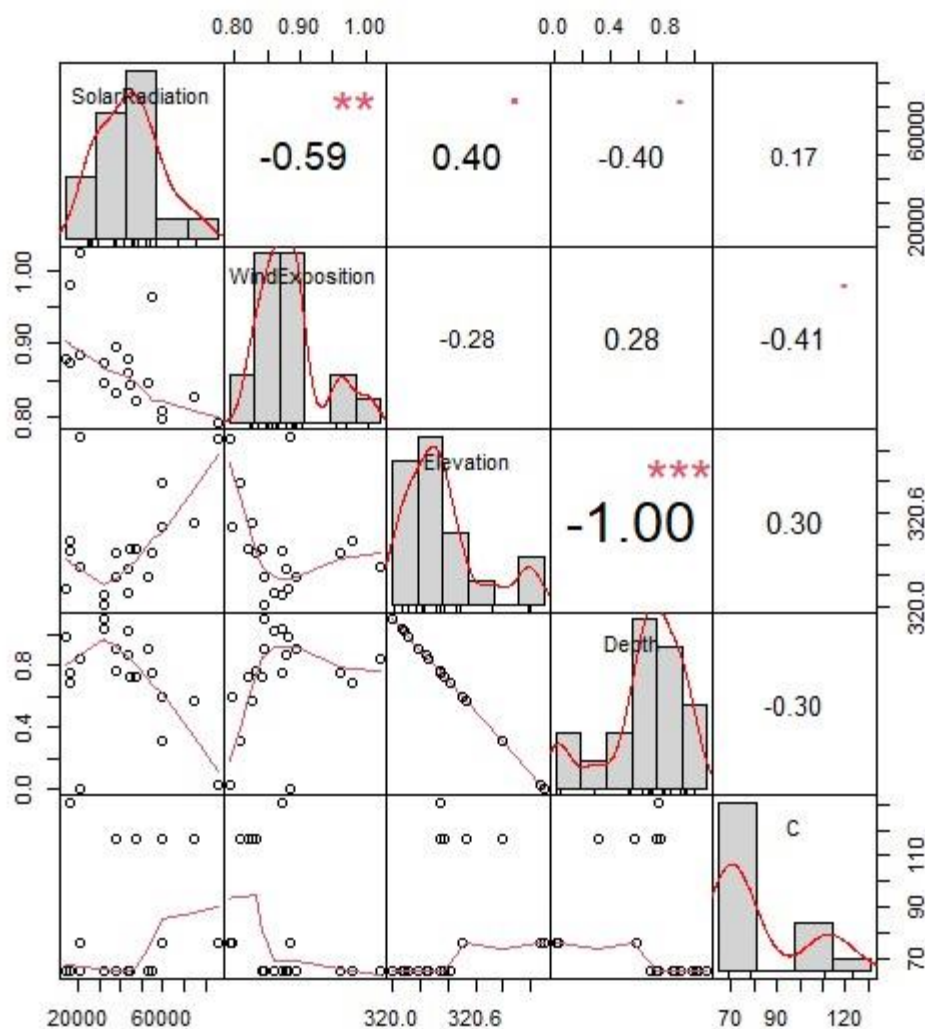 0.80 0.90 1.00 0.0 0.4 0.8
SolarRadiation ** -0.59 0.40 -0.40 0.17 20000 60000
0.80 0.90 1.00 WindExposition -0.28 0.28 -0.41
Elevation *** -1.00 0.30 320.0 320.6
0.0 0.4 0.8 Depth -0.30
C 70 90 110
20000 60000 320.0 320.6 70 90 120